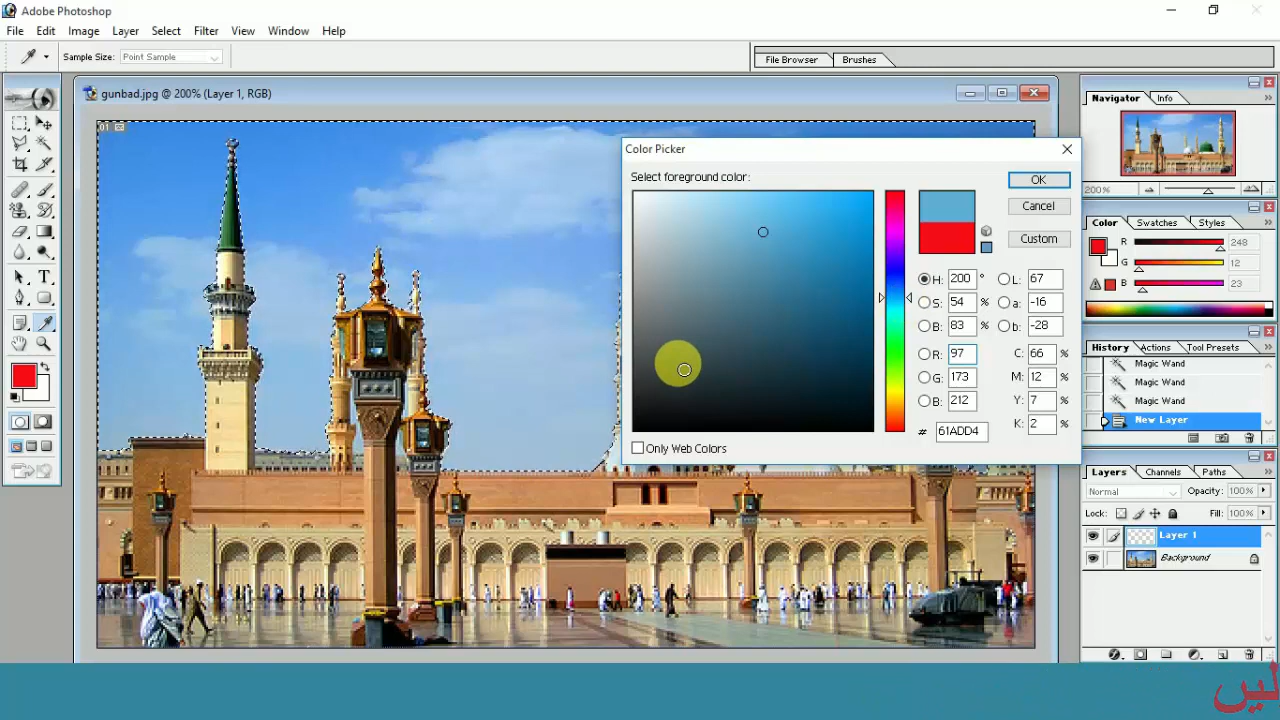 Adobe Photoshop
File Edit Image Layer Select Filter View Window Help
Sample Size: Point Sample
File Browser Brushes
gunbad.jpg @ 200% (Layer 1, RGB)
01
Color Picker
Select foreground color:
OK
Cancel
Custom
H: 200 ° L: 67
S: 54 % a: -16
B: 83 % b: -28
R: 97 C: 66 %
G: 173 M: 12 %
B: 212 Y: 7 %
# 61ADD4 K: 2 %
Only Web Colors
Navigator Info
200%
Color Swatches Styles
R 248
G 12
B 23
History Actions Tool Presets
Magic Wand
Magic Wand
Magic Wand
New Layer
Layers Channels Paths
Normal Opacity: 100%
Lock: Fill: 100%
Layer 1
Background
لیں